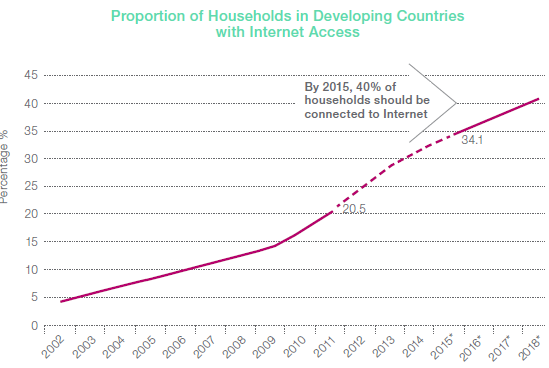 Proportion of Households in Developing Countries
with Internet Access
Percentage %
45
40
35
30
25
20
15
10
5
0
By 2015, 40% of
households should be
connected to Internet
34.1
20.5
2002 2003 2004 2005 2006 2007 2008 2009 2010 2011 2012 2013 2014 2015* 2016* 2017* 2018*